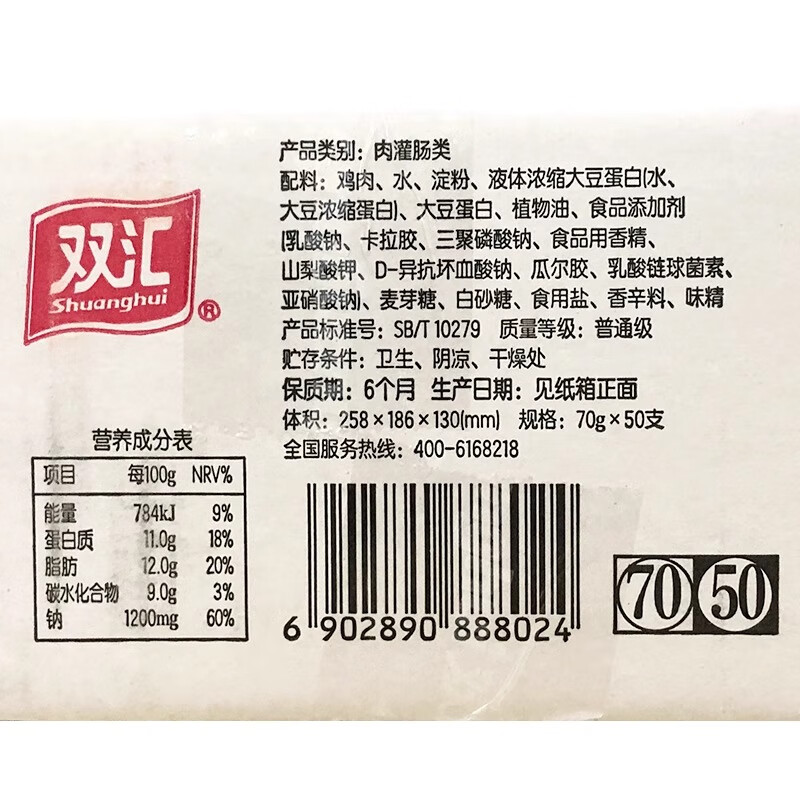 双汇
Shuanghui
®
产品类别：肉灌肠类
配料：鸡肉、水、淀粉、液体浓缩大豆蛋白(水、
大豆浓缩蛋白)、大豆蛋白、植物油、食品添加剂
(乳酸钠、卡拉胶、三聚磷酸钠、食品用香精、
山梨酸钾、D-异抗坏血酸钠、瓜尔胶、乳酸链球菌素、
亚硝酸钠)、麦芽糖、白砂糖、食用盐、香辛料、味精
产品标准号：SB/T 10279 质量等级：普通级
贮存条件：卫生、阴凉、干燥处
保质期：6个月 生产日期：见纸箱正面
体积：258×186×130(mm) 规格：70g×50支
全国服务热线：400-6168218
营养成分表
项目 每100g NRV%
能量 784kJ 9%
蛋白质 11.0g 18%
脂肪 12.0g 20%
碳水化合物 9.0g 3%
钠 1200mg 60%
6 902890 888024
70 50